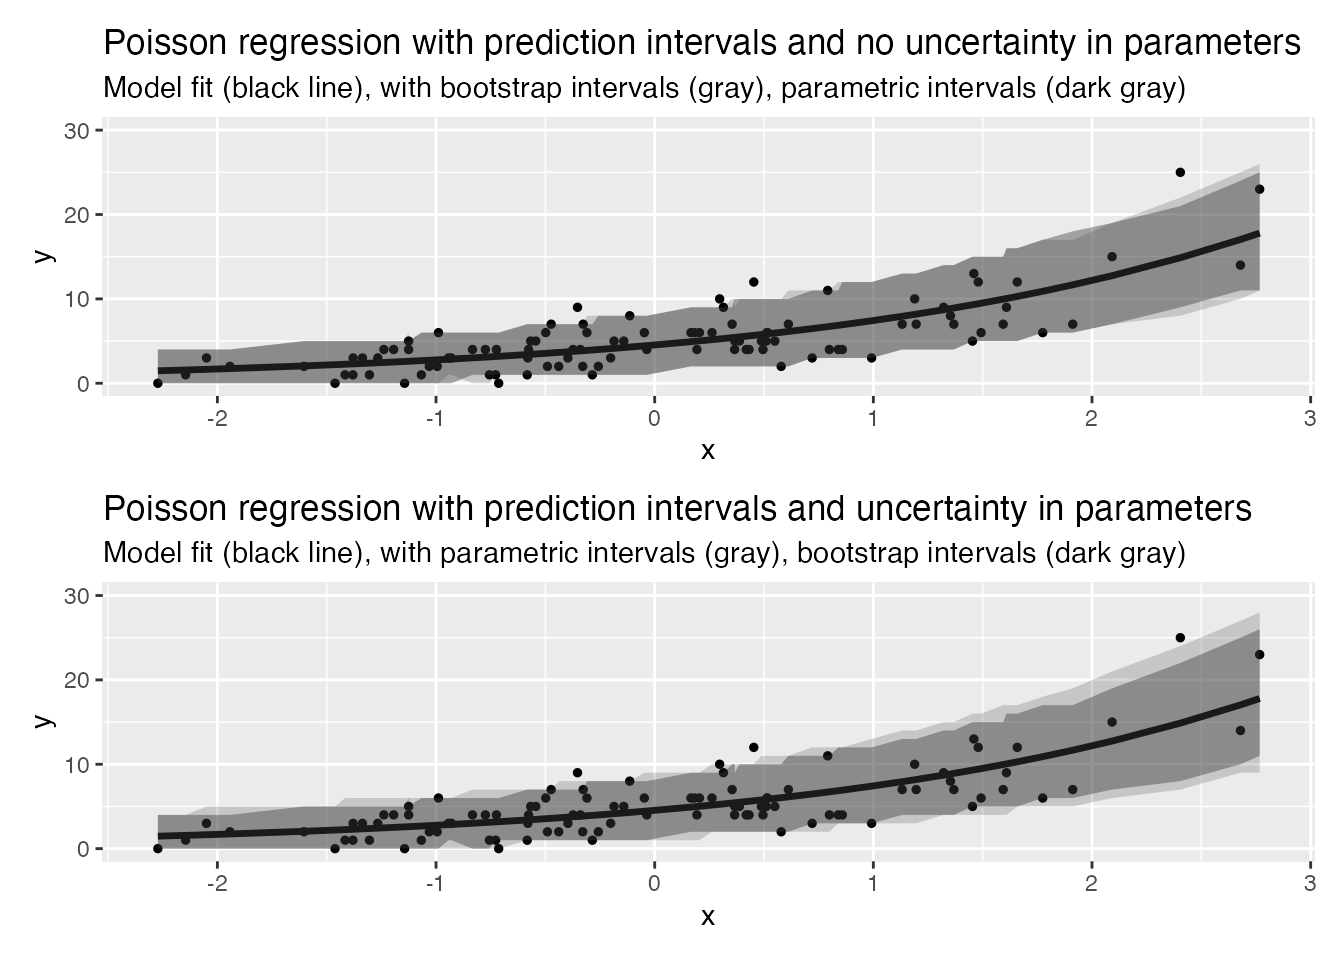 Poisson regression with prediction intervals and no uncertainty in parameters
Model fit (black line), with bootstrap intervals (gray), parametric intervals (dark gray)
30
20
10
0
y
-2
-1
0
1
2
3
x
Poisson regression with prediction intervals and uncertainty in parameters
Model fit (black line), with parametric intervals (gray), bootstrap intervals (dark gray)
30
20
10
0
y
-2
-1
0
1
2
3
x